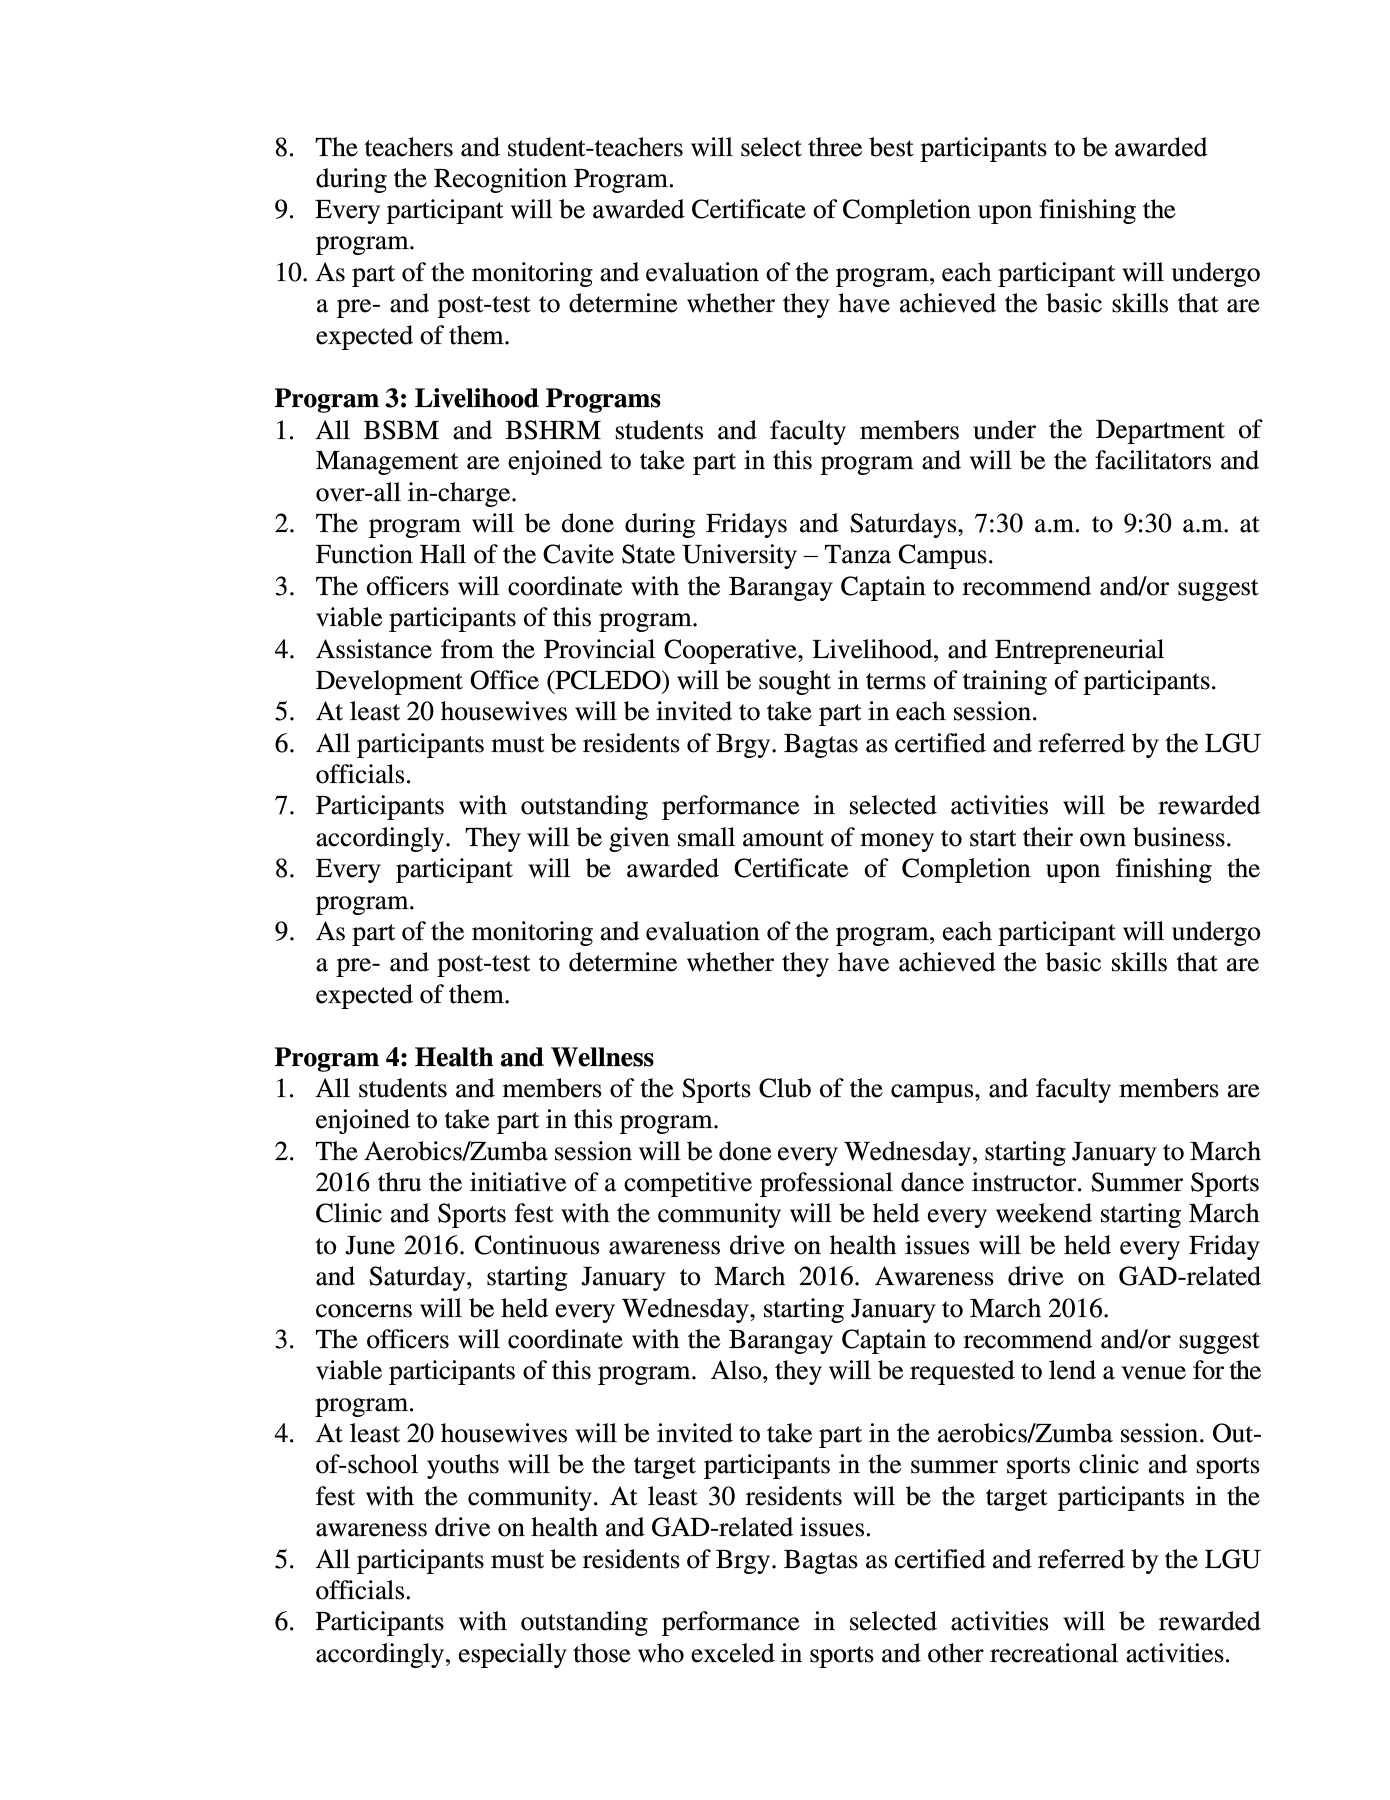 8. The teachers and student-teachers will select three best participants to be awarded
during the Recognition Program.
9. Every participant will be awarded Certificate of Completion upon finishing the
program.
10. As part of the monitoring and evaluation of the program, each participant will undergo
a pre- and post-test to determine whether they have achieved the basic skills that are
expected of them.
Program 3: Livelihood Programs
1. All BSBM and BSHRM students and faculty members under the Department of
Management are enjoined to take part in this program and will be the facilitators and
over-all in-charge.
2. The program will be done during Fridays and Saturdays, 7:30 a.m. to 9:30 a.m. at
Function Hall of the Cavite State University – Tanza Campus.
3. The officers will coordinate with the Barangay Captain to recommend and/or suggest
viable participants of this program.
4. Assistance from the Provincial Cooperative, Livelihood, and Entrepreneurial
Development Office (PCLEDO) will be sought in terms of training of participants.
5. At least 20 housewives will be invited to take part in each session.
6. All participants must be residents of Brgy. Bagtas as certified and referred by the LGU
officials.
7. Participants with outstanding performance in selected activities will be rewarded
accordingly.  They will be given small amount of money to start their own business.
8. Every participant will be awarded Certificate of Completion upon finishing the
program.
9. As part of the monitoring and evaluation of the program, each participant will undergo
a pre- and post-test to determine whether they have achieved the basic skills that are
expected of them.
Program 4: Health and Wellness
1. All students and members of the Sports Club of the campus, and faculty members are
enjoined to take part in this program.
2. The Aerobics/Zumba session will be done every Wednesday, starting January to March
2016 thru the initiative of a competitive professional dance instructor. Summer Sports
Clinic and Sports fest with the community will be held every weekend starting March
to June 2016. Continuous awareness drive on health issues will be held every Friday
and Saturday, starting January to March 2016. Awareness drive on GAD-related
concerns will be held every Wednesday, starting January to March 2016.
3. The officers will coordinate with the Barangay Captain to recommend and/or suggest
viable participants of this program.  Also, they will be requested to lend a venue for the
program.
4. At least 20 housewives will be invited to take part in the aerobics/Zumba session. Out-
of-school youths will be the target participants in the summer sports clinic and sports
fest with the community. At least 30 residents will be the target participants in the
awareness drive on health and GAD-related issues.
5. All participants must be residents of Brgy. Bagtas as certified and referred by the LGU
officials.
6. Participants with outstanding performance in selected activities will be rewarded
accordingly, especially those who exceled in sports and other recreational activities.